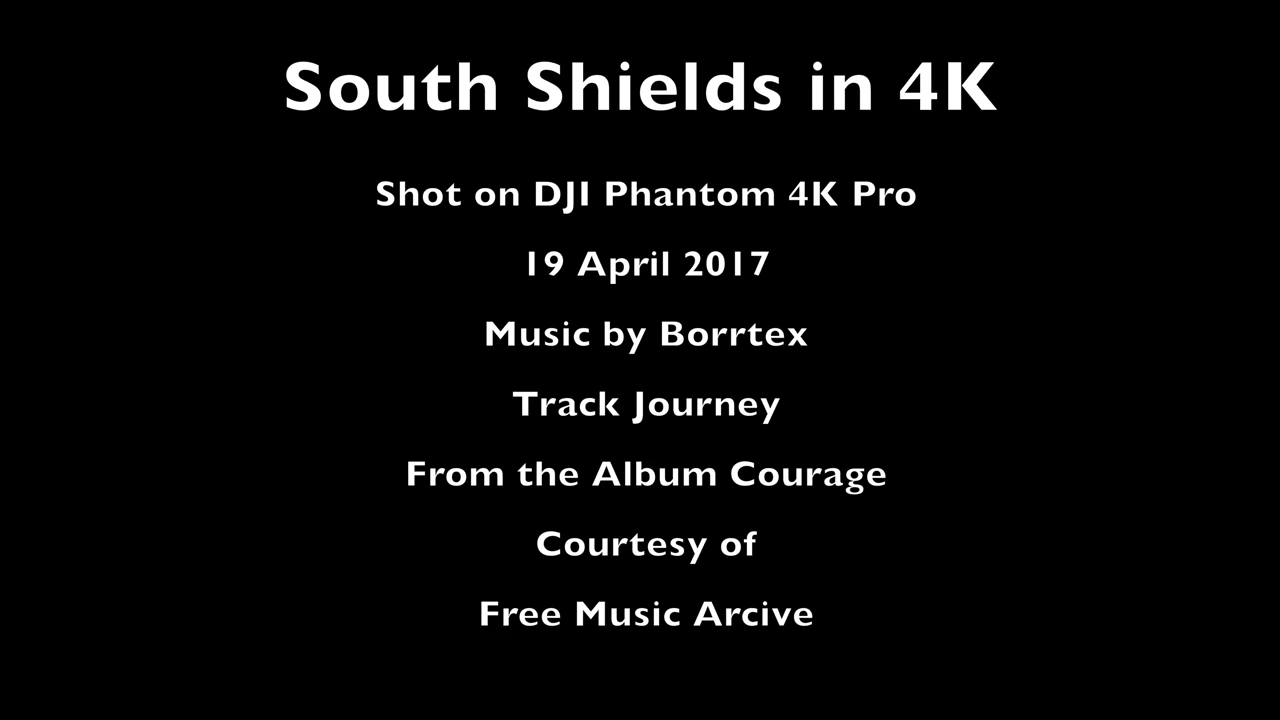 South Shields in 4K
Shot on DJI Phantom 4K Pro
19 April 2017
Music by Borrtex
Track Journey
From the Album Courage
Courtesy of
Free Music Arcive